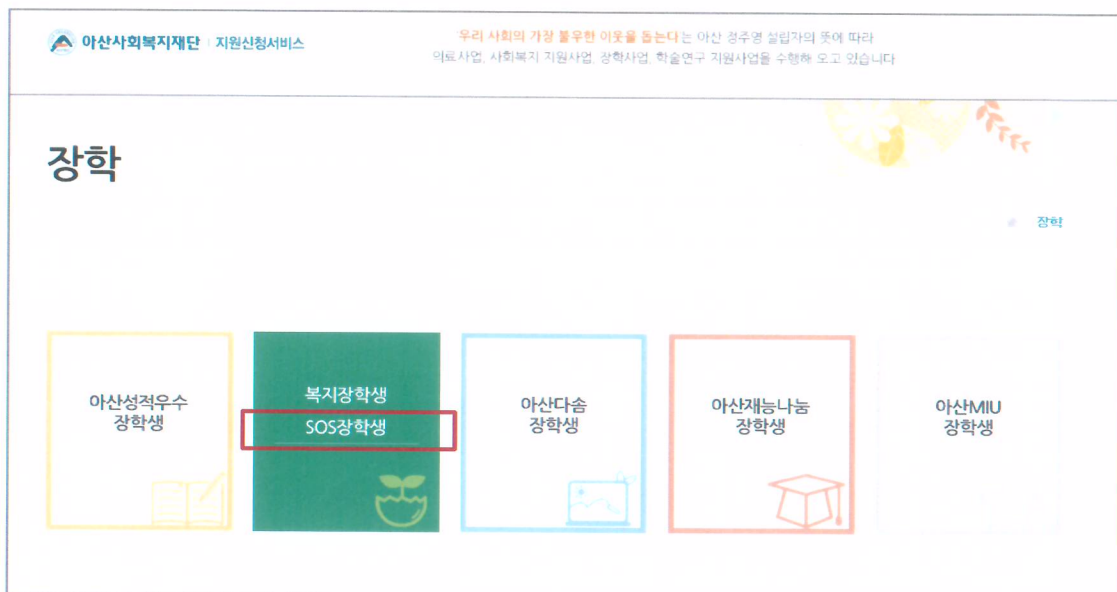 아산사회복지재단 지원신청서비스
우리 사회의 가장 불우한 이웃을 돕는다는 아산 정주영 설립자의 뜻에 따라
의료사업, 사회복지 지원사업, 장학사업, 학술연구 지원사업을 수행해 오고 있습니다
장학
장학
아산성적우수
장학생
복지장학생
SOS장학생
아산다솜
장학생
아산재능나눔
장학생
아산MIU
장학생